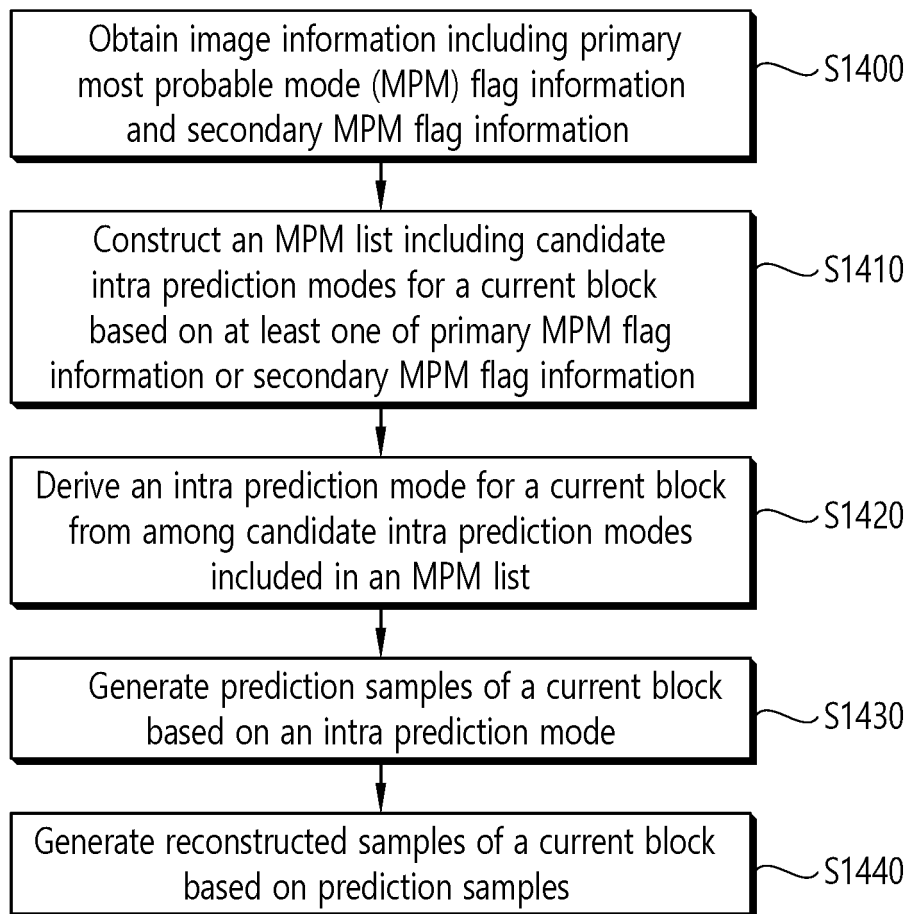 Obtain image information including primary
most probable mode (MPM) flag information
and secondary MPM flag information
S1400
Construct an MPM list including candidate
intra prediction modes for a current block
based on at least one of primary MPM flag
information or secondary MPM flag information
S1410
Derive an intra prediction mode for a current block
from among candidate intra prediction modes
included in an MPM list
S1420
Generate prediction samples of a current block
based on an intra prediction mode
S1430
Generate reconstructed samples of a current block
based on prediction samples
S1440